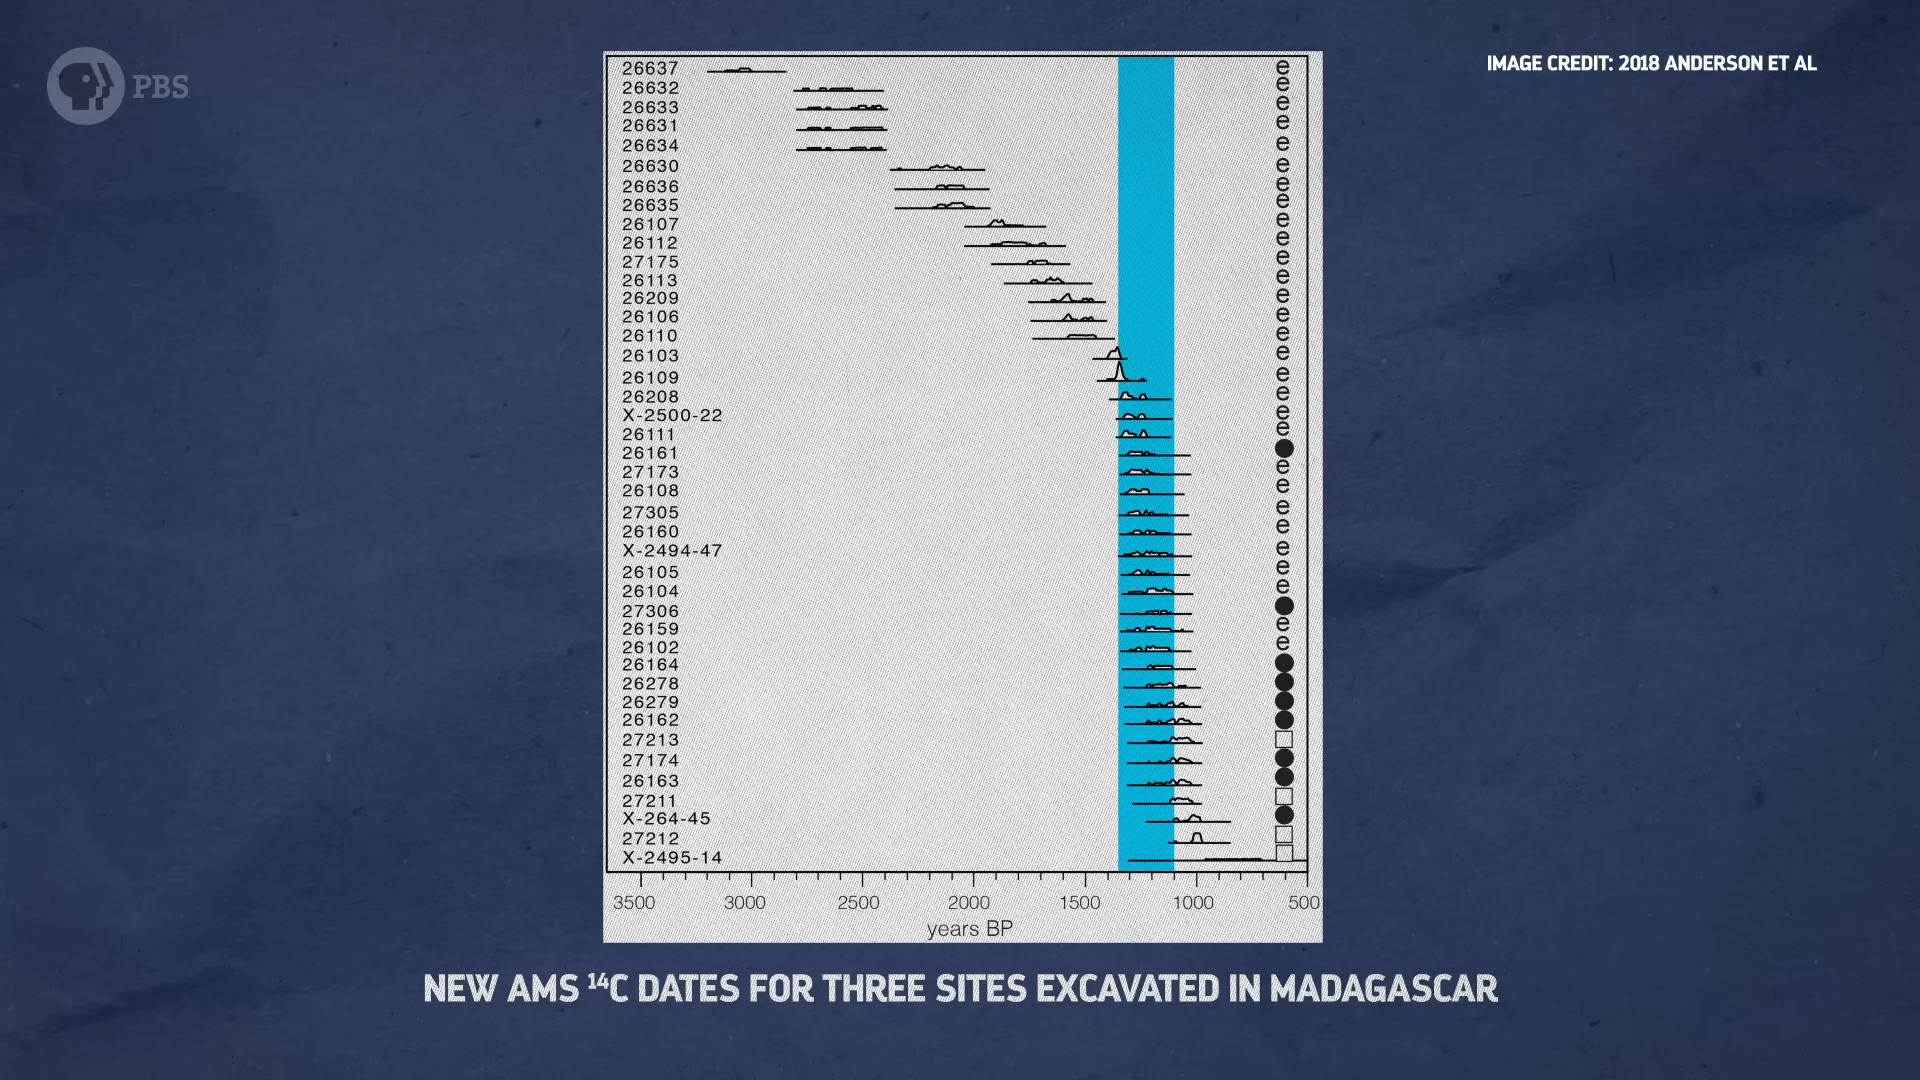 PBS
IMAGE CREDIT: 2018 ANDERSON ET AL
26637 e
26632 e
26633 e
26631 e
26634 e
26630 e
26636 e
26635 e
26107 e
26112 e
27175 e
26113 e
26209 e
26106 e
26110 e
26103 e
26109 e
26208 e
X-2500-22 e
26111 e
26161
27173 e
26108 e
27305 e
26160 e
X-2494-47 e
26105 e
26104 e
27306
26159 e
26102 e
26164
26278
26279
26162
27213
27174
26163
27211
X-264-45
27212
X-2495-14
3500 3000 2500 2000 1500 1000 500
years BP
NEW AMS ¹⁴C DATES FOR THREE SITES EXCAVATED IN MADAGASCAR